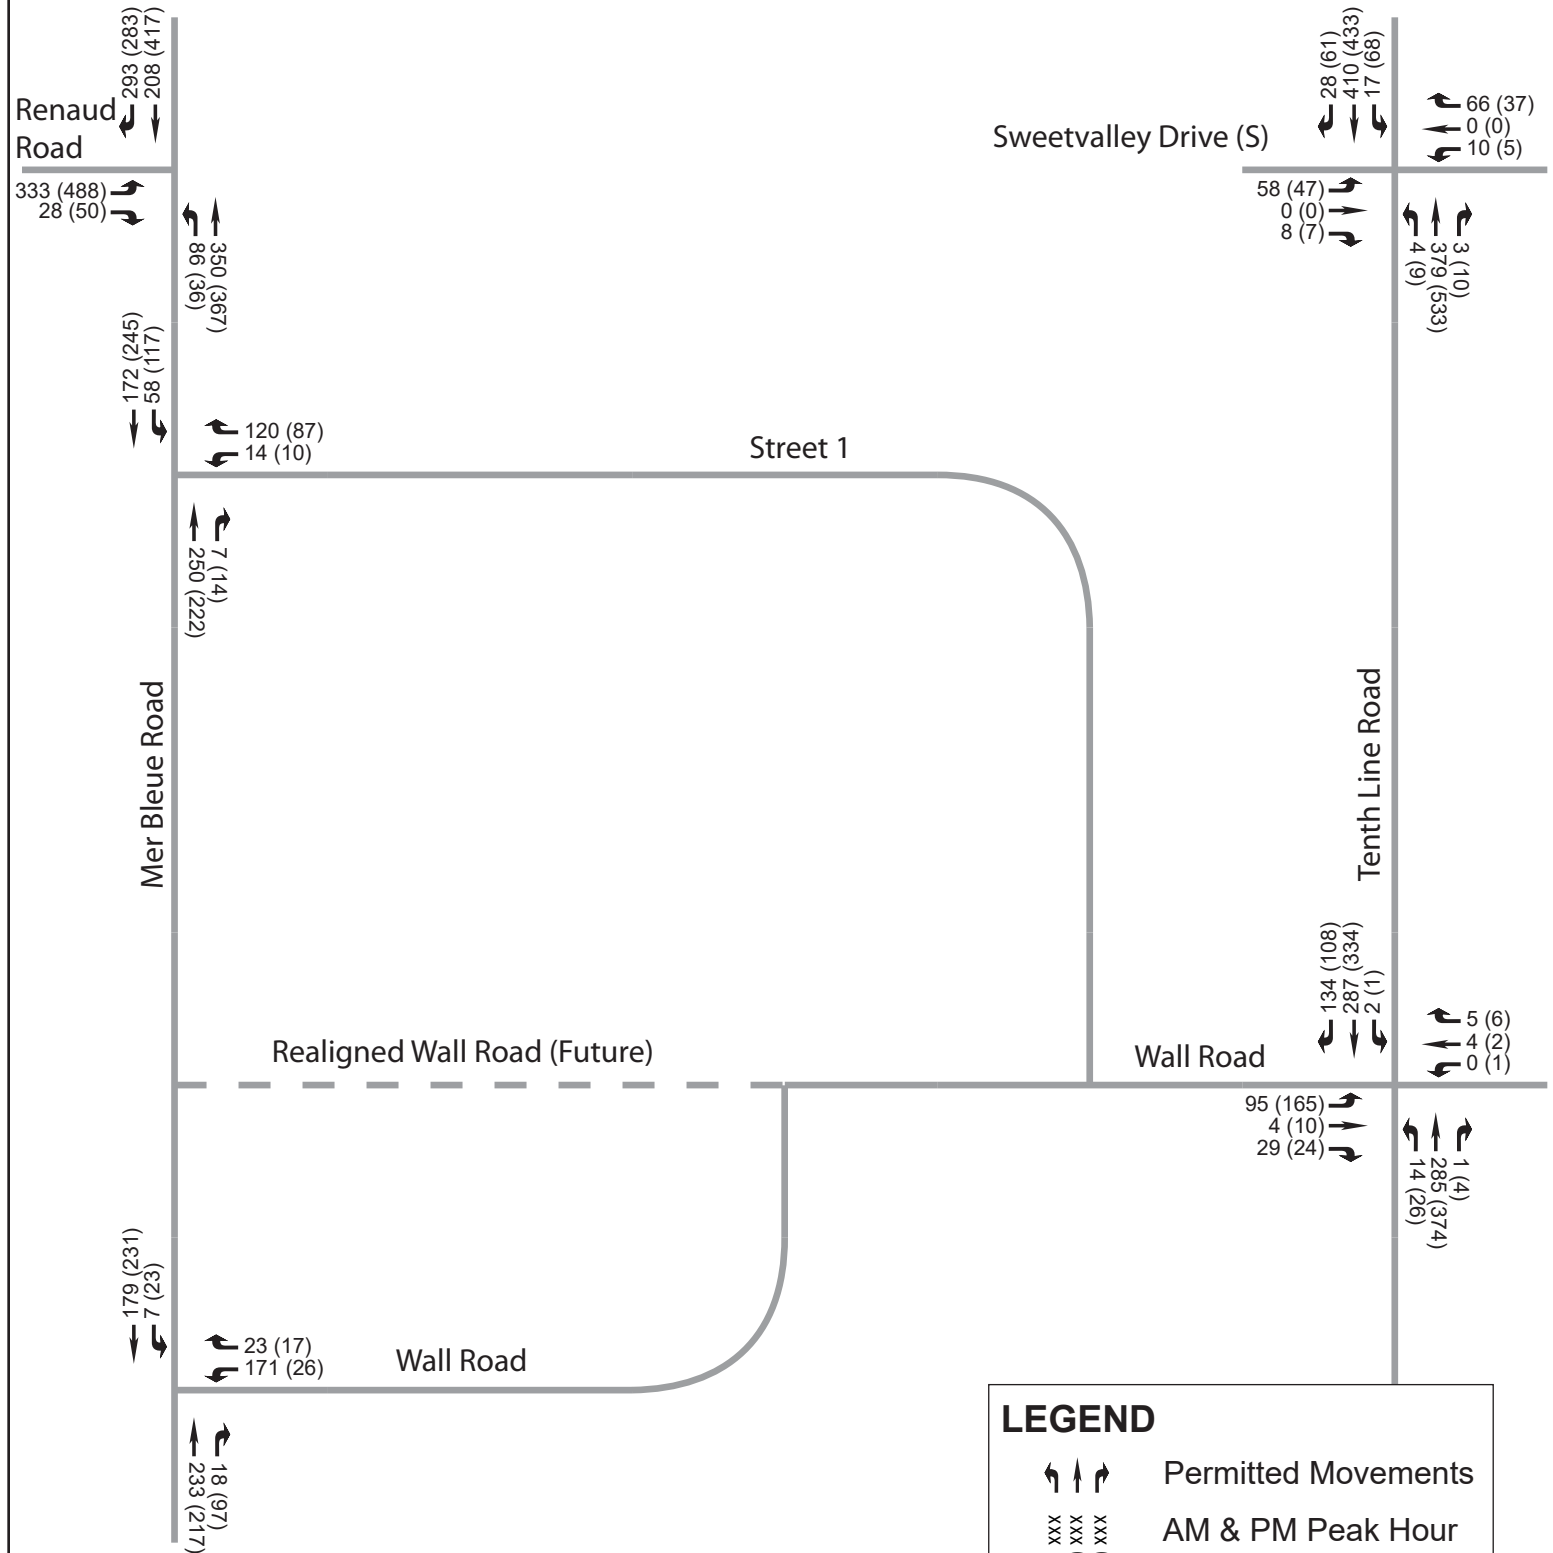 293 (283)
208 (417)
Renaud
Road
333 (488)
28 (50)
86 (36)
350 (367)
28 (61)
410 (433)
17 (68)
66 (37)
0 (0)
10 (5)
Sweetvalley Drive (S)
58 (47)
0 (0)
8 (7)
4 (9)
379 (533)
3 (10)
172 (245)
58 (117)
120 (87)
14 (10)
Street 1
250 (222)
7 (14)
Mer Bleue Road
Tenth Line Road
134 (108)
287 (334)
2 (1)
5 (6)
4 (2)
0 (1)
Realigned Wall Road (Future)
Wall Road
95 (165)
4 (10)
29 (24)
14 (26)
285 (374)
1 (4)
179 (231)
7 (23)
23 (17)
171 (26)
Wall Road
233 (217)
18 (97)
LEGEND
Permitted Movements
xxx
xxx
xxx
AM & PM Peak Hour